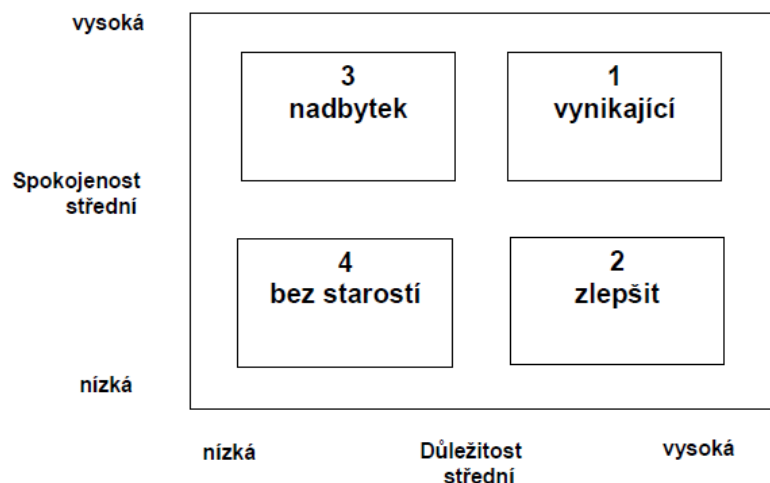 vysoká
3
nadbytek
1
vynikající
Spokojenost
střední
4
bez starostí
2
zlepšit
nízká
nízká
Důležitost
střední
vysoká